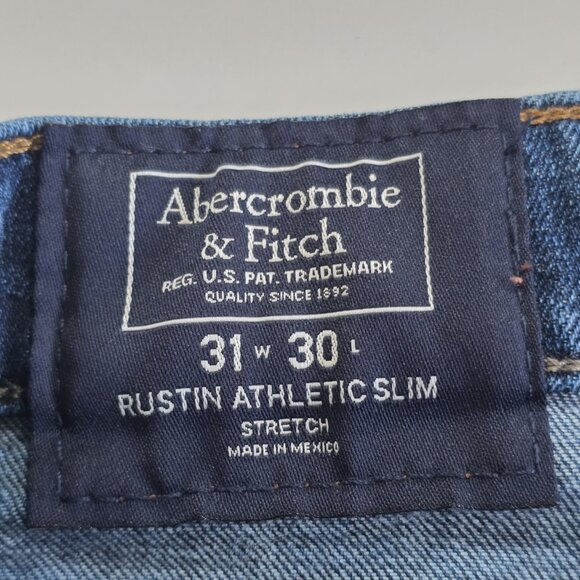 Abercrombie
& Fitch
REG. U.S. PAT. TRADEMARK
QUALITY SINCE 1892
31 W 30 L
RUSTIN ATHLETIC SLIM
STRETCH
MADE IN MEXICO